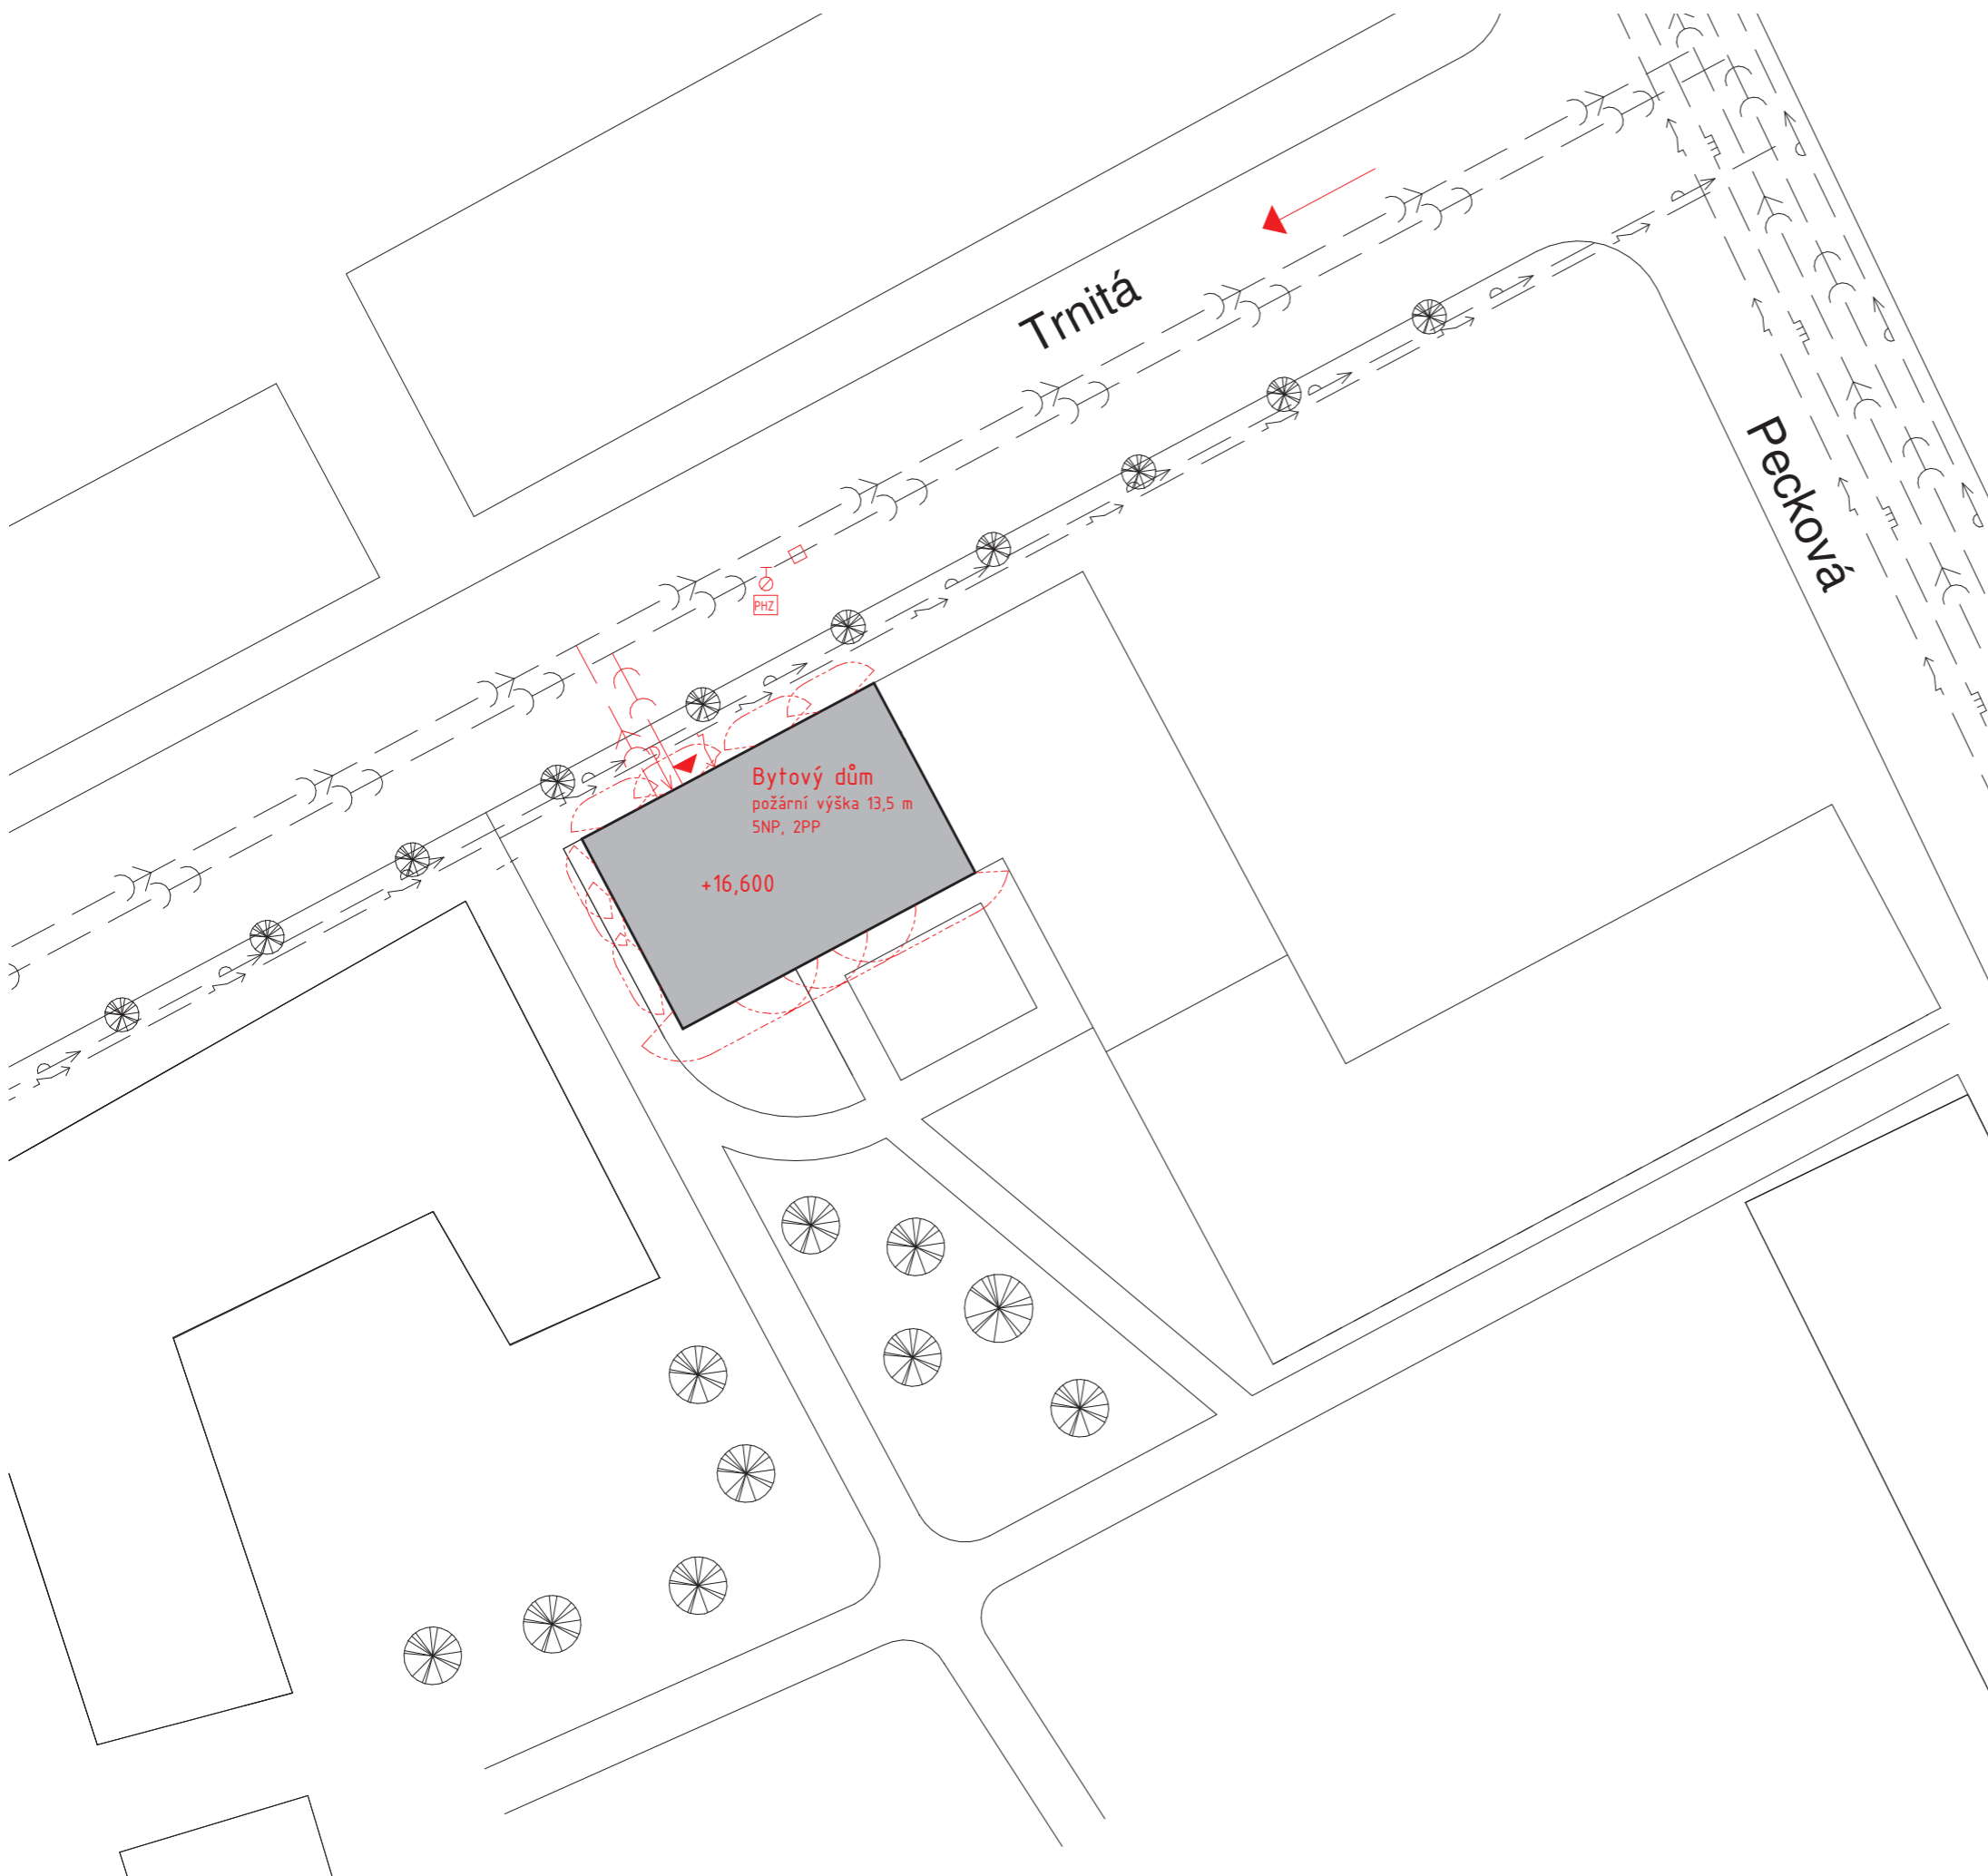 Trnitá
Pecková
PHZ
Bytový dům
požární výška 13,5 m
5NP, 2PP
+16,600